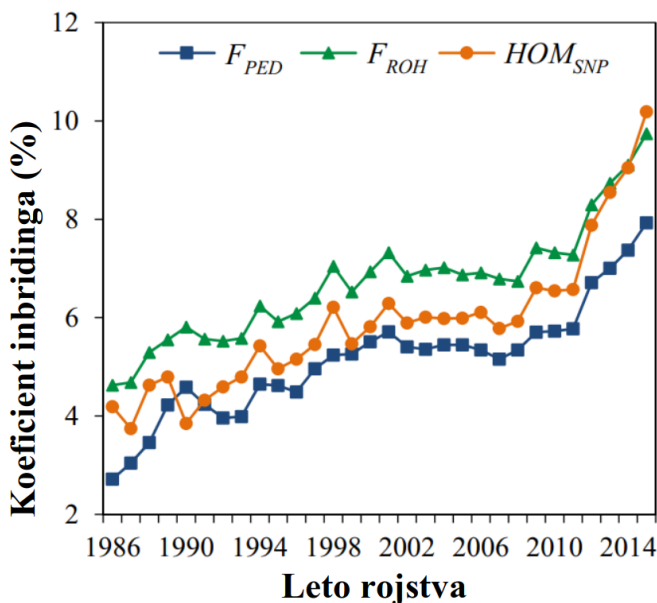 12
F_PED F_ROH HOM_SNP
10
8
6
4
2
Koeficient inbridinga (%)
1986 1990 1994 1998 2002 2006 2010 2014
Leto rojstva